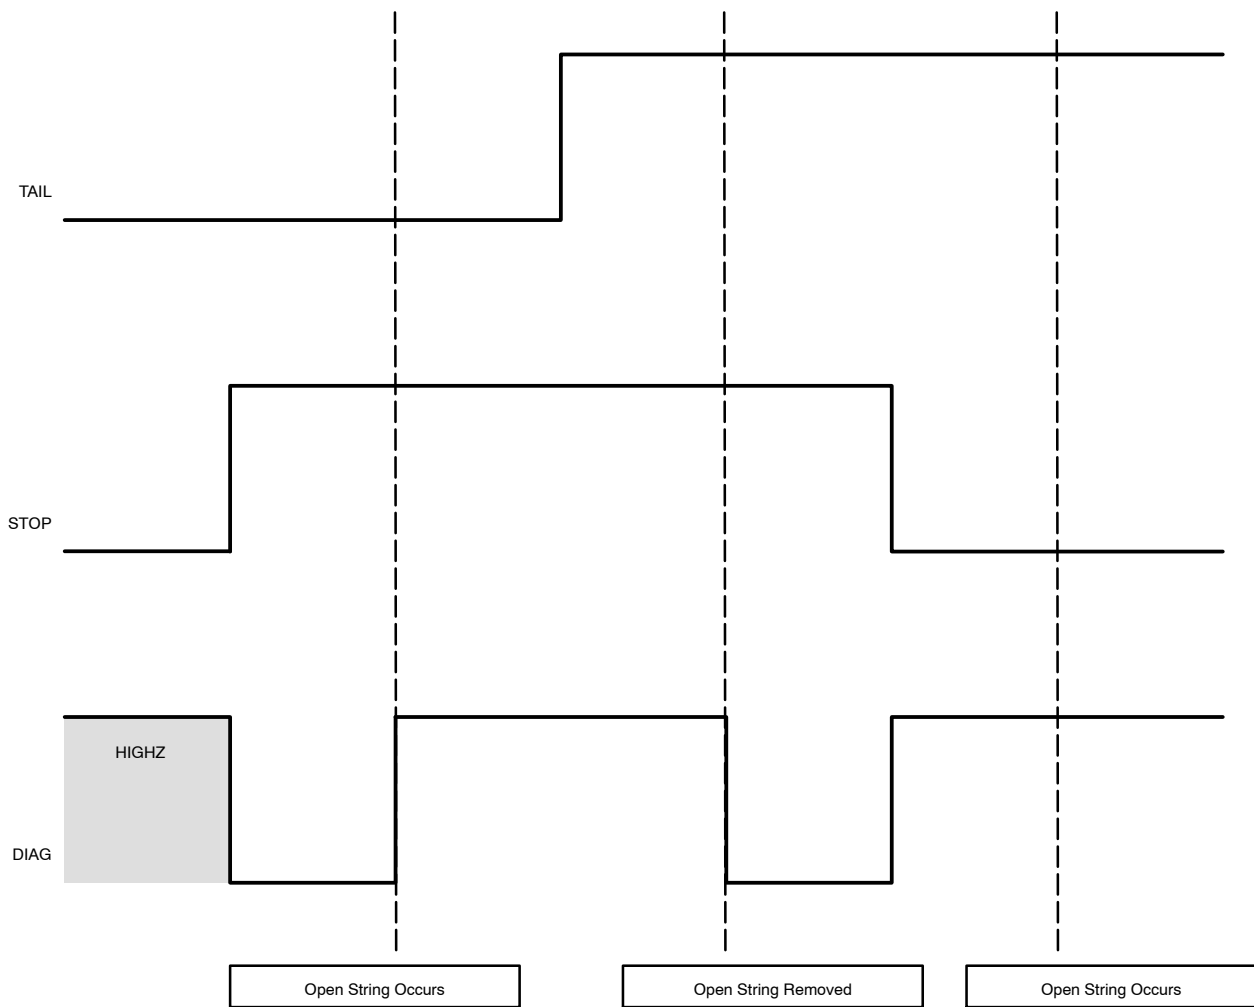 TAIL
STOP
HIGHZ
DIAG
Open String Occurs
Open String Removed
Open String Occurs